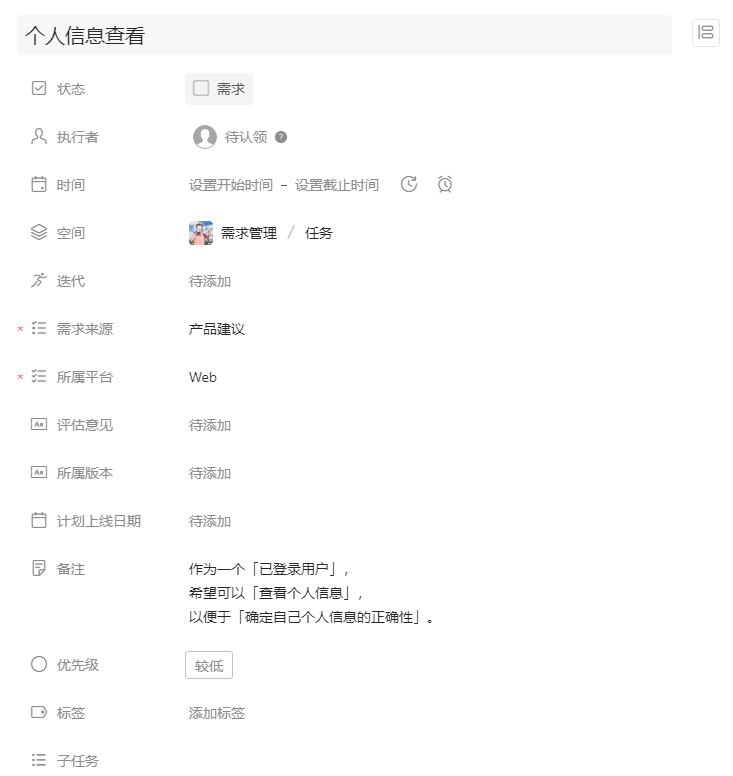 个人信息查看
状态 需求
执行者 待认领 ?
时间 设置开始时间 - 设置截止时间
空间 需求管理 / 任务
迭代 待添加
* 需求来源 产品建议
* 所属平台 Web
评估意见 待添加
所属版本 待添加
计划上线日期 待添加
备注 作为一个「已登录用户」,
希望可以「查看个人信息」,
以便于「确定自己个人信息的正确性」。
优先级 较低
标签 添加标签
子任务